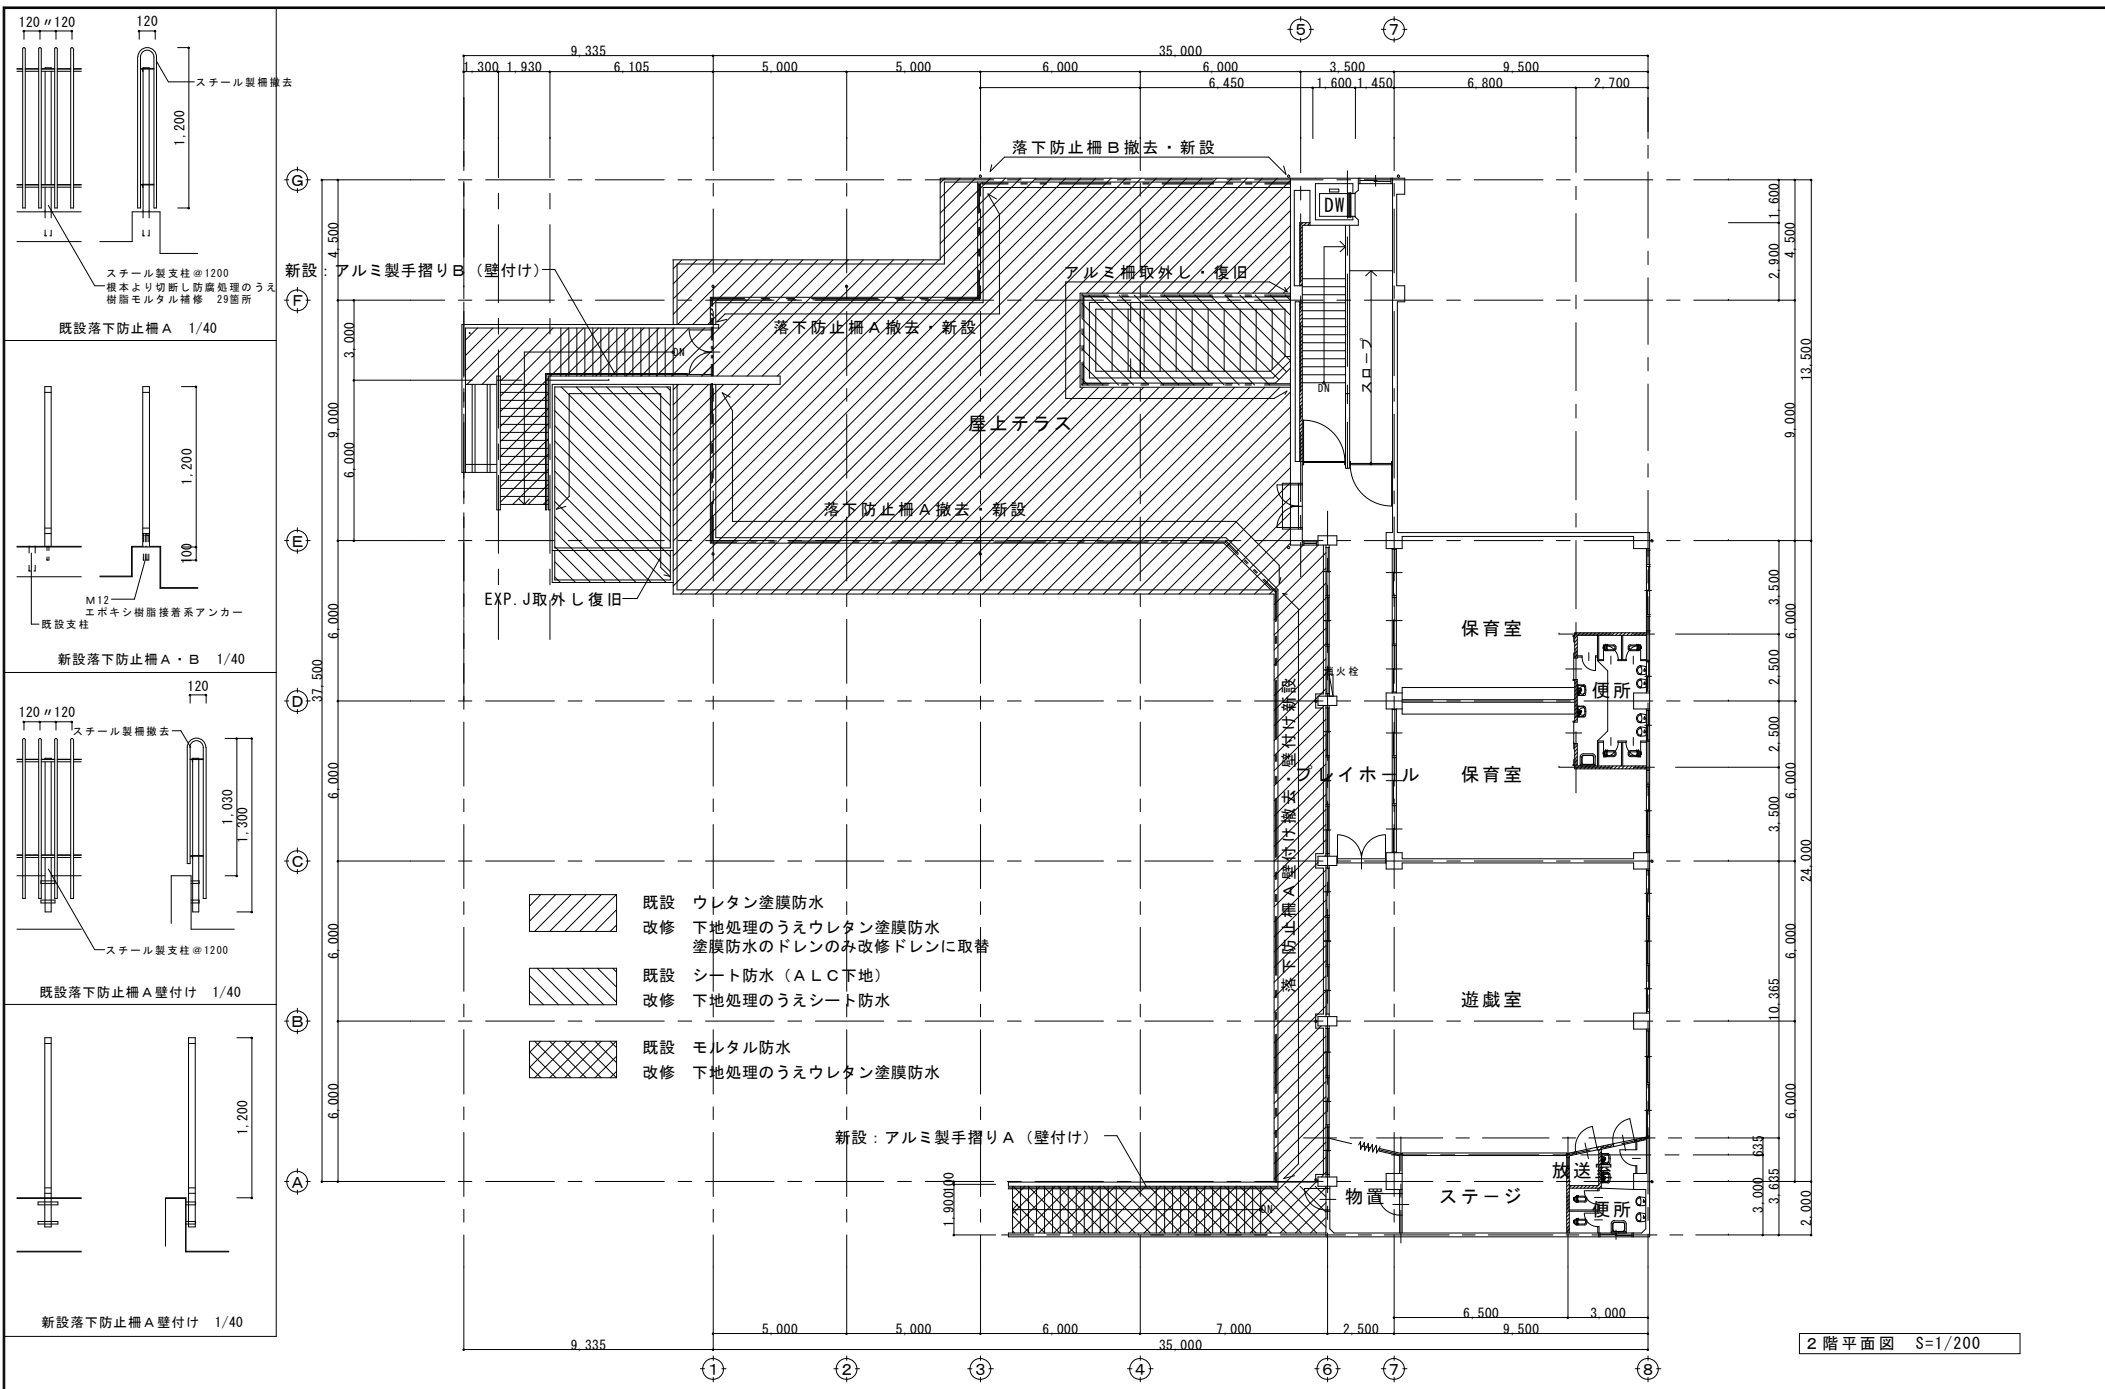 120〃120
120
スチール製柵撤去
1,200
スチール製支柱@1200
根本より切断し防腐処理のうえ
樹脂モルタル補修 29箇所
既設落下防止柵A 1/40
1,200
100
M12
エポキシ樹脂接着系アンカー
既設支柱
新設落下防止柵A・B 1/40
120
120〃120
スチール製柵撤去
1,030
1,300
スチール製支柱@1200
既設落下防止柵A壁付け 1/40
1,200
新設落下防止柵A壁付け 1/40
5
7
9,335
35,000
1,300
1,930
6,105
5,000
5,000
6,000
6,000
3,500
9,500
6,450
1,600
1,450
6,800
2,700
落下防止柵B撤去・新設
G
F
E
D
C
B
A
4,500
9,000
3,000
6,000
37,500
6,000
6,000
6,000
6,000
新設：アルミ製手摺りB（壁付け）
落下防止柵A撤去・新設
アルミ柵取外し・復旧
DW
DN
DN
スロープ
屋上テラス
落下防止柵A撤去・新設
EXP.J取外し復旧
保育室
便所
プレイホール
保育室
落下防止柵A壁付け撤去・壁付け新設
遊戯室
既設 ウレタン塗膜防水
改修 下地処理のうえウレタン塗膜防水
塗膜防水のドレンのみ改修ドレンに取替
既設 シート防水（ALC下地）
改修 下地処理のうえシート防水
既設 モルタル防水
改修 下地処理のうえウレタン塗膜防水
新設：アルミ製手摺りA（壁付け）
1,900
100
DN
物置
ステージ
放送室
便所
1,600
2,900
4,500
13,500
9,000
3,500
6,000
2,500
2,500
6,000
3,500
24,000
6,000
10,365
6,000
635
3,000
3,635
2,000
6,500
3,000
5,000
5,000
6,000
7,000
2,500
9,500
9,335
35,000
1
2
3
4
6
7
8
2階平面図 S=1/200